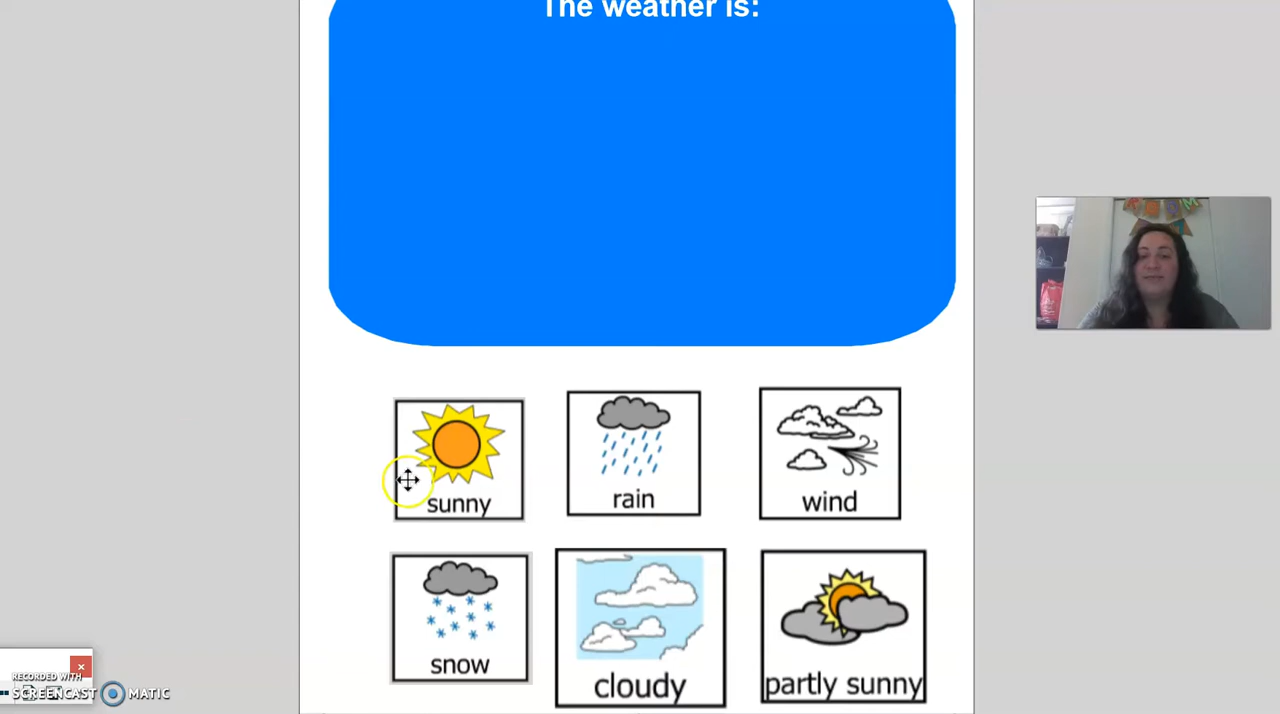 The weather is:
sunny
rain
wind
snow
cloudy
partly sunny
RECORDED WITH
SCREENCAST MATIC